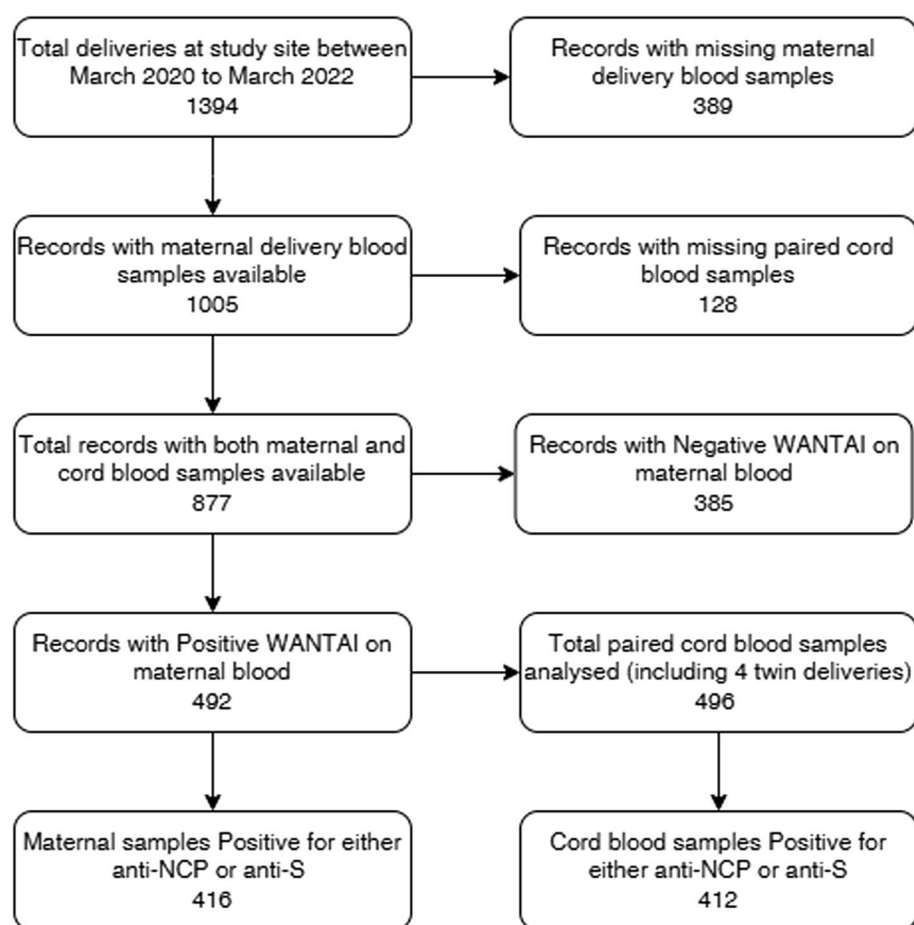 Total deliveries at study site between
March 2020 to March 2022
1394
Records with missing maternal
delivery blood samples
389
Records with maternal delivery blood
samples available
1005
Records with missing paired cord
blood samples
128
Total records with both maternal and
cord blood samples available
877
Records with Negative WANTAI on
maternal blood
385
Records with Positive WANTAI on
maternal blood
492
Total paired cord blood samples
analysed (including 4 twin deliveries)
496
Maternal samples Positive for either
anti-NCP or anti-S
416
Cord blood samples Positive for
either anti-NCP or anti-S
412